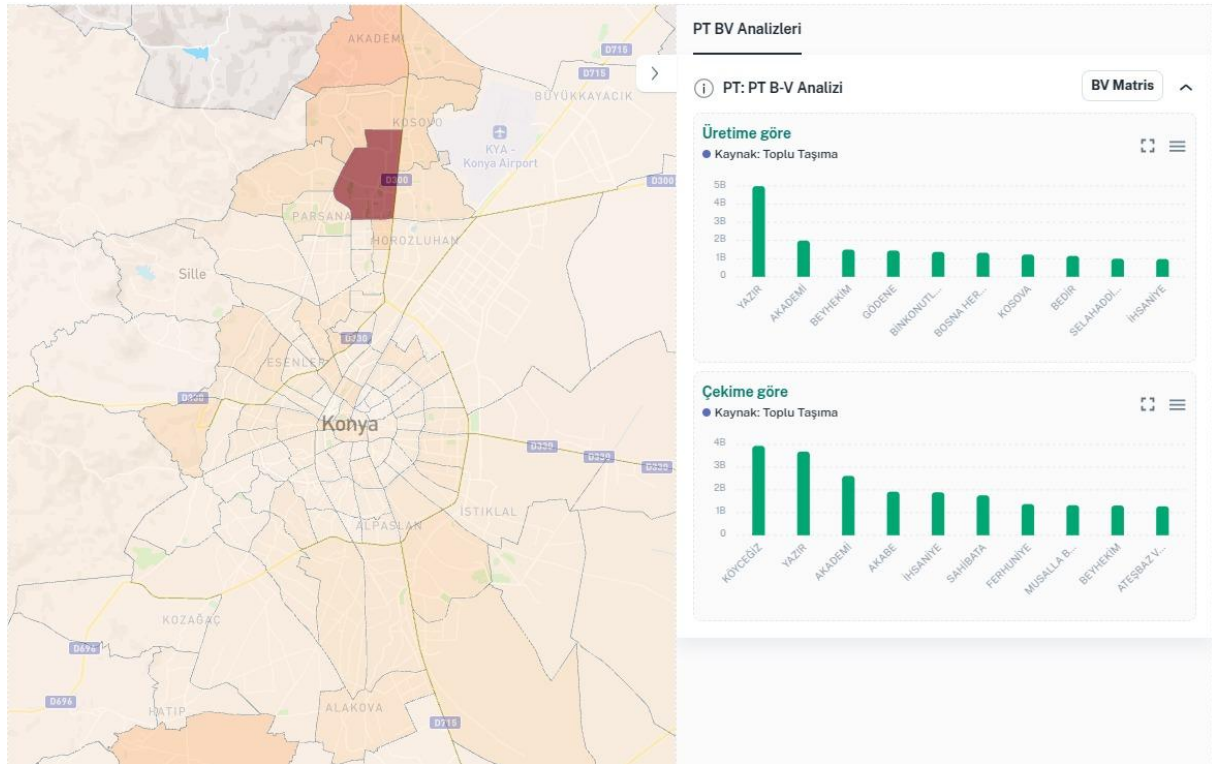 AKADEMİ
D715
D715
BÜYÜKKAYACIK
KOSOVO
KYA -
Konya Airport
D300
D300
PARSANA
HOROZLUHAN
Sille
D730
ESENLER
D330
Konya
D330
D330
D330
İSTIKLAL
ALPASLAN
KOZAĞAÇ
D696
D696
HATIP
ALAKOVA
D715
PT BV Analizleri
PT: PT B-V Analizi
BV Matris
Üretime göre
Kaynak: Toplu Taşıma
5B
4B
3B
2B
1B
0
YAZIR
AKADEMİ
BEYHEKİM
GÖDENE
BİNKONUTL...
BOSNA HER...
KOSOVA
BEDİR
SELAHADDİ...
İHSANİYE
Çekime göre
Kaynak: Toplu Taşıma
4B
3B
2B
1B
0
KÖYCEĞİZ
YAZIR
AKADEMİ
AKABE
İHSANİYE
SAHİBATA
FERHUNİYE
MUSALLA B...
BEYHEKİM
ATEŞBAZ V...